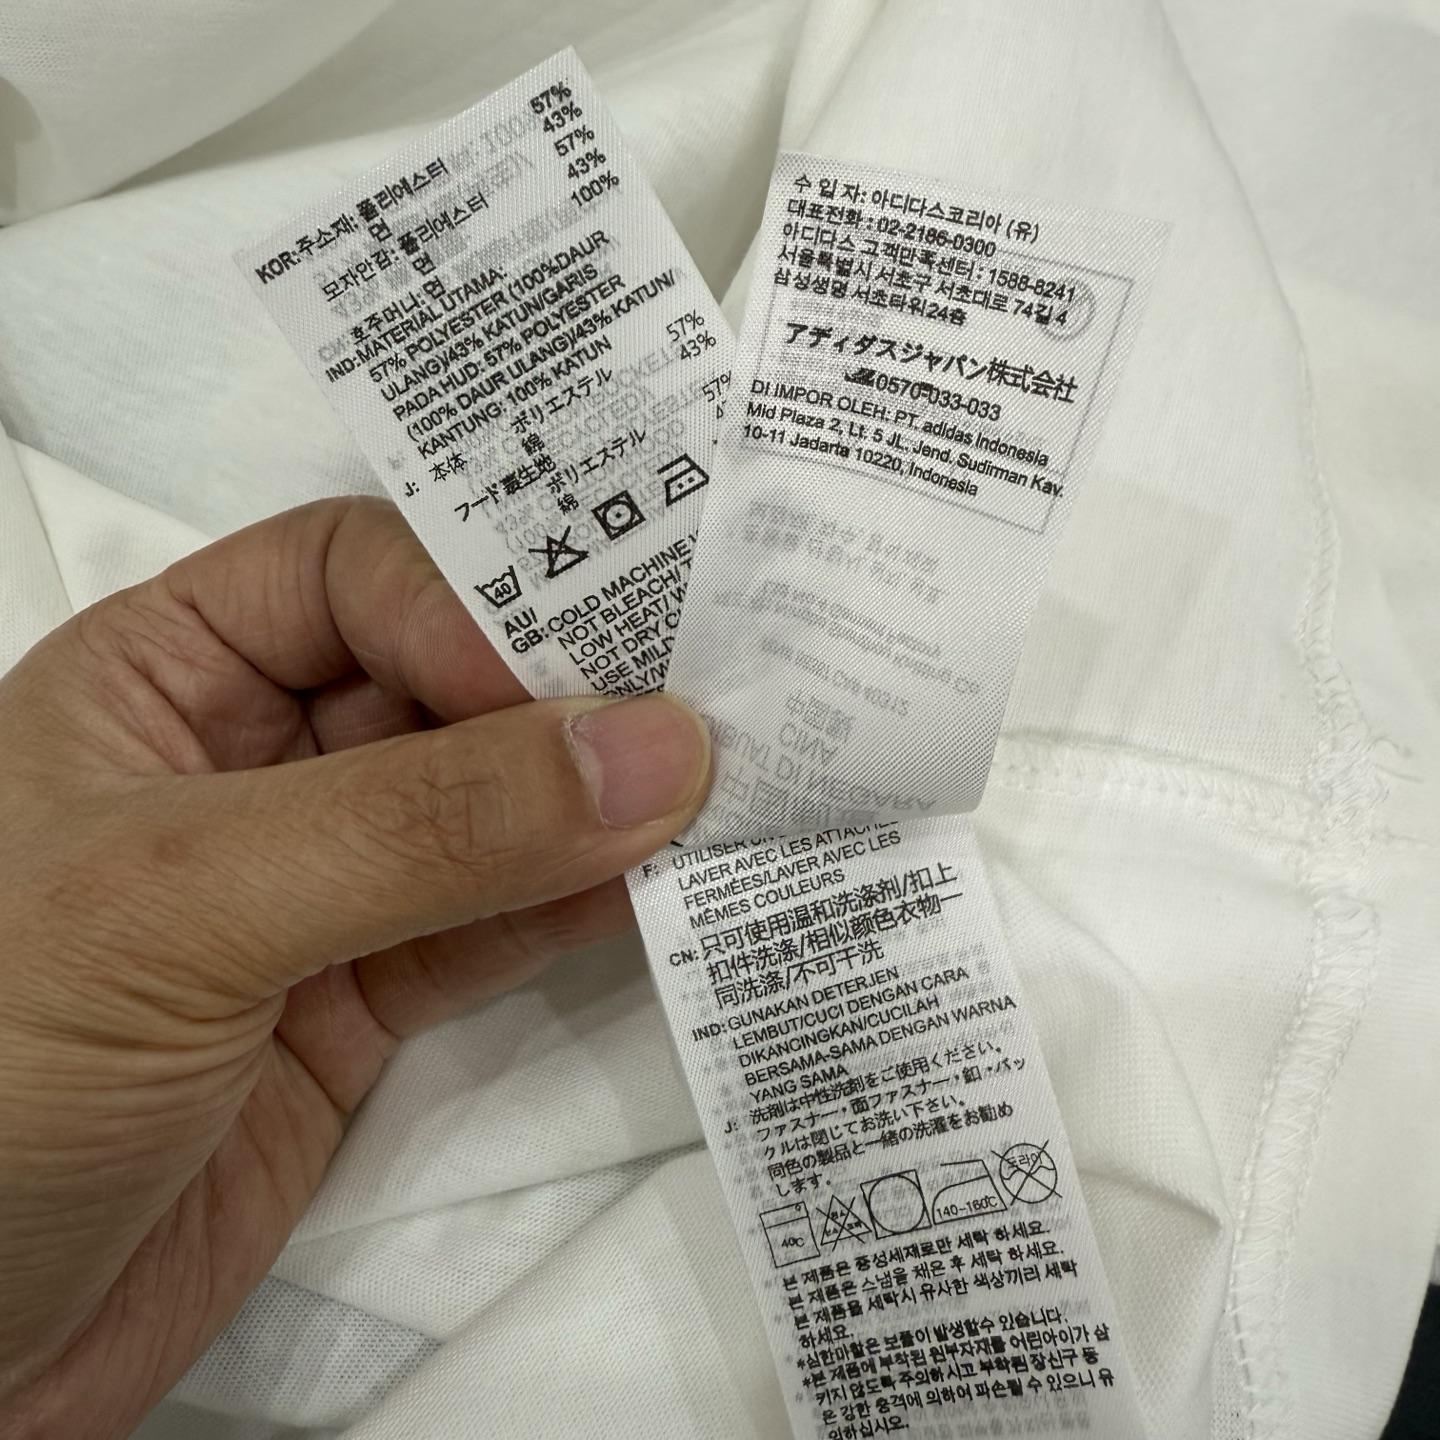 KOR:주소재: 폴리에스터 57%
면 43%
모자안감: 폴리에스터 57%
면 43%
호주머니: 면 100%
IND:MATERIAL UTAMA:
57% POLYESTER (100%DAUR
ULANG)/43% KATUN/GARIS
PADA HUD: 57% POLYESTER
(100% DAUR ULANG)/43% KATUN/
KANTUNG: 100% KATUN
J: 本体 ポリエステル 57%
綿 43%
フード裏生地 ポリエステル 57%
綿
40
AU/
GB:COLD MACHINE
NOT BLEACH/
LOW HEAT/
NOT DRY
USE MILD
ONLY/
수 입 자: 아디다스코리아 (유)
대표전화 : 02-2186-0300
아디다스 고객만족센터 : 1588-8241
서울특별시 서초구 서초대로 74길 4
삼성생명 서초타워 24층
アディダスジャパン株式会社
0570-033-033
DI IMPOR OLEH: PT. adidas Indonesia
Mid Plaza 2, Lt. 5 JL. Jend. Sudirman Kav.
10-11 Jadarta 10220, Indonesia
UTILISER
F: LAVER AVEC LES
FERMÉES/LAVER AVEC LES
MÊMES COULEURS
CN: 只可使用温和洗涤剂/扣上
扣件洗涤/相似颜色衣物一
同洗涤/不可干洗
IND:GUNAKAN DETERJEN
LEMBUT/CUCI DENGAN CARA
DIKANCINGKAN/CUCILAH
BERSAMA-SAMA DENGAN WARNA
YANG SAMA
J: 洗剤は中性洗剤をご使用ください。
ファスナー・面ファスナー・釦・バッ
クルは閉じてお洗い下さい。
同色の製品と一緒の洗濯をお勧め
します。
40℃ 140~160℃ 드라이
본 제품은 중성세제로만 세탁 하세요.
본 제품은 스냅을 채운 후 세탁 하세요.
본 제품을 세탁시 유사한 색상끼리 세탁
하세요.
*심한마찰은 보풀이 발생할수 있습니다.
*본 제품에 부착된 원부자재를 어린아이가 삼
키지 않도록 주의하시고 부착된 장신구 등
은 강한 충격에 의하여 파손될 수 있으니 유
의하십시오.